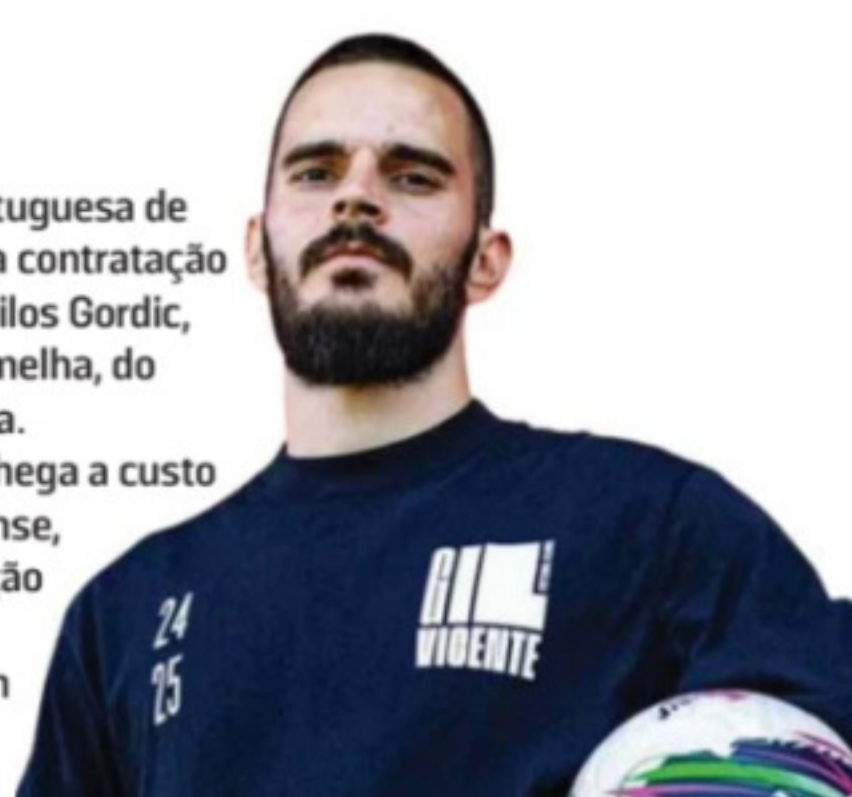 tuguesa de
a contratação
ilos Gordic,
melha, do
a.
hega a custo
nse,
ão
n
24
25
GIL
VICENTE